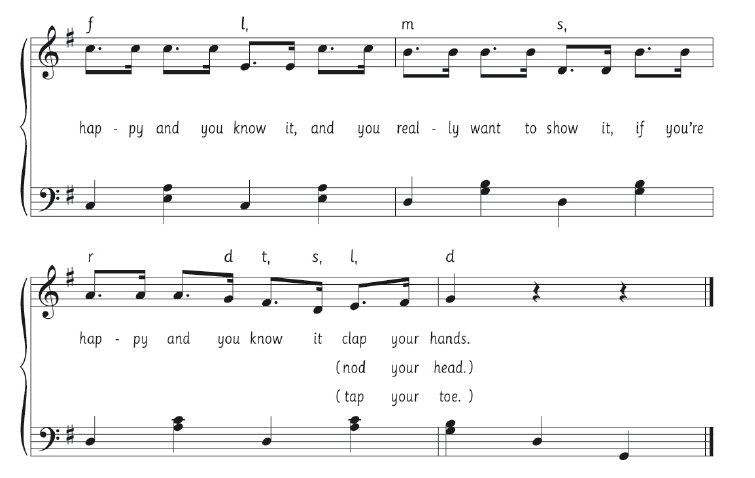 f l, m s,
hap - py and you know it, and you real - ly want to show it, if you're
r d t, s, l, d
hap - py and you know it clap your hands.
(nod your head.)
(tap your toe. )